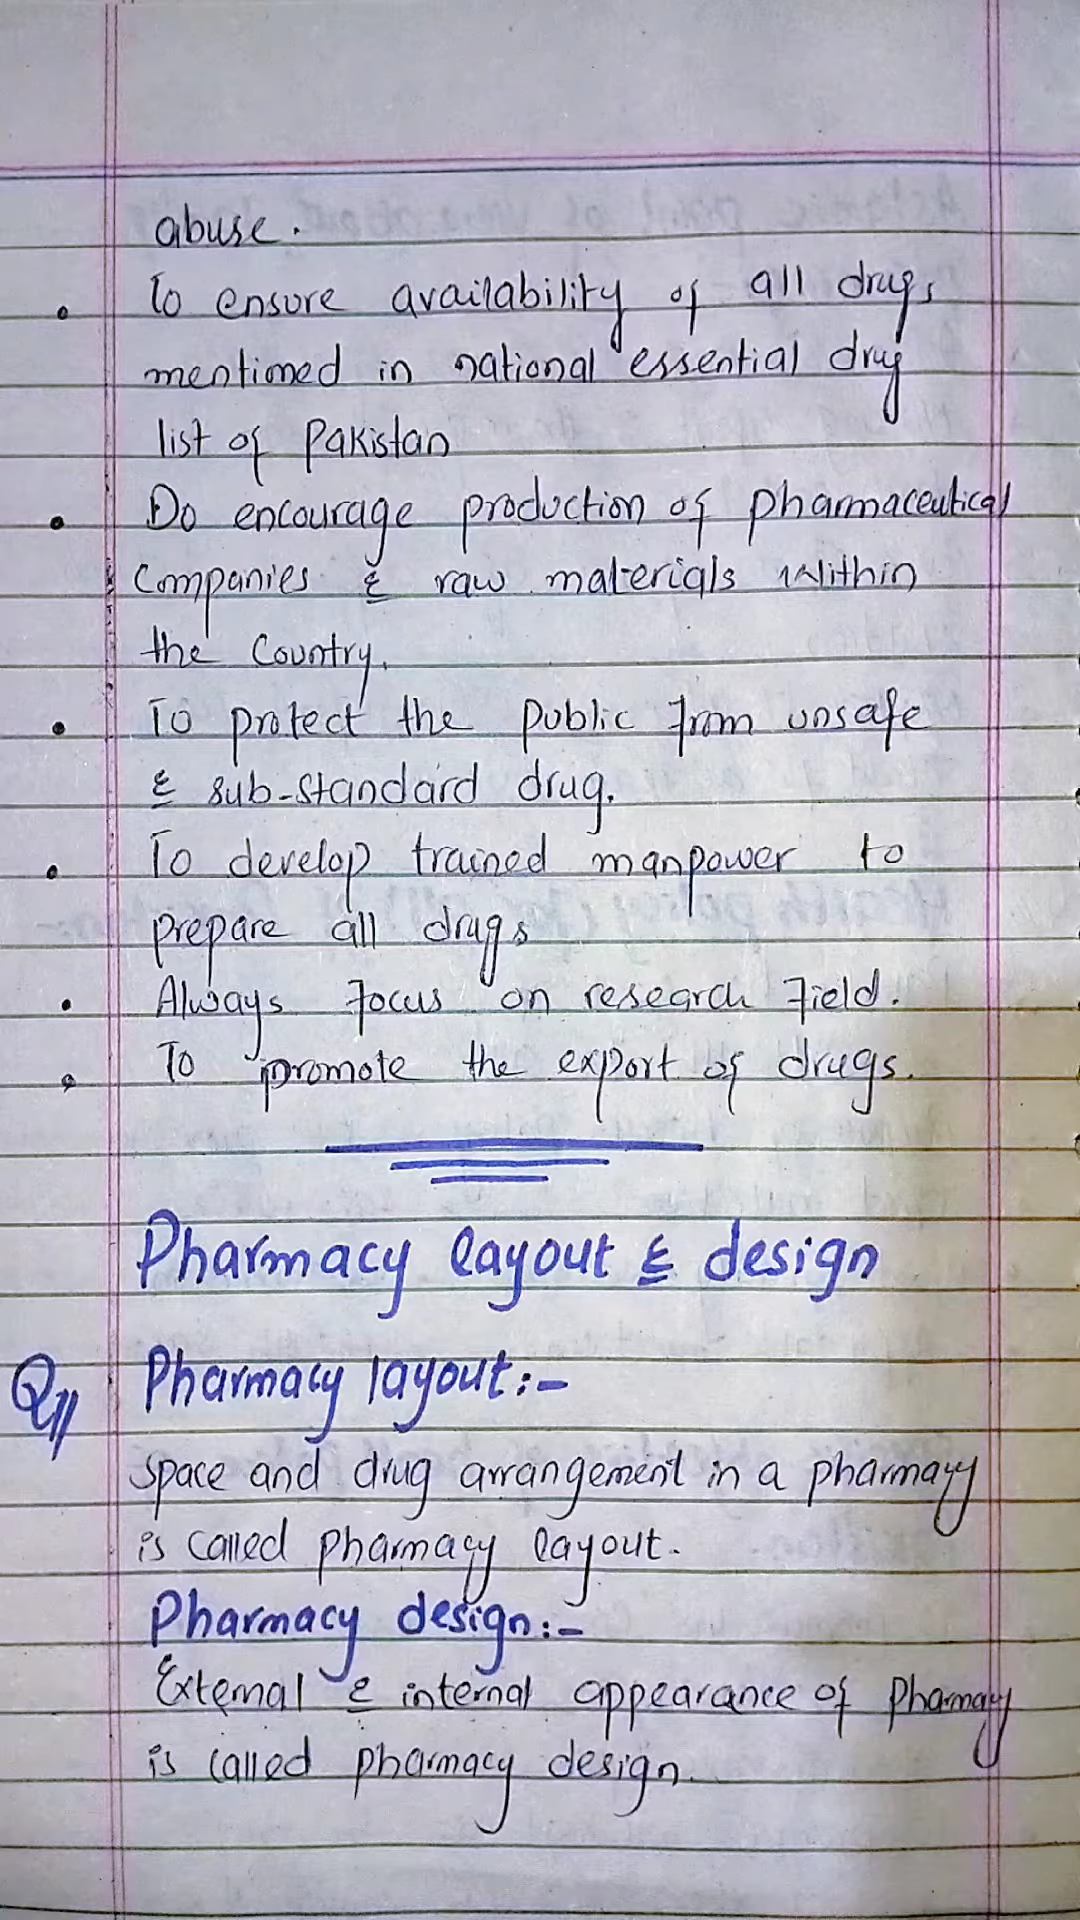 abuse.
• To ensure availability of all drugs
mentioned in national essential drug
list of Pakistan
• Do encourage production of pharmaceutical
Companies & raw materials within
the Country.
• To protect the public from unsafe
& sub-standard drug.
• To develop trained manpower to
prepare all drugs
• Always focus on research field.
• To promote the export of drugs.
Pharmacy layout & design
Q// Pharmacy layout:-
Space and drug arrangement in a pharmacy
is called pharmacy layout.
Pharmacy design:-
External & internal appearance of pharmacy
is called pharmacy design.